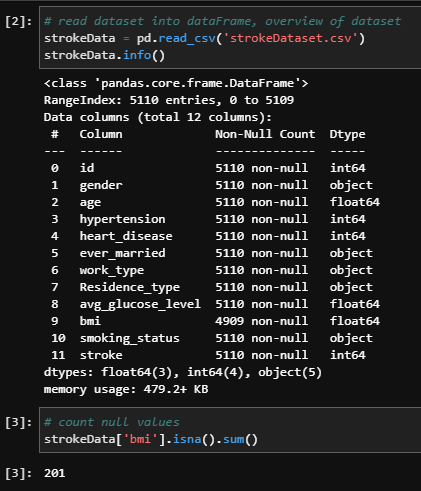 [2]: # read dataset into dataFrame, overview of dataset
strokeData = pd.read_csv('strokeDataset.csv')
strokeData.info()
<class 'pandas.core.frame.DataFrame'>
RangeIndex: 5110 entries, 0 to 5109
Data columns (total 12 columns):
 #   Column             Non-Null Count  Dtype
---  ------             --------------  -----
 0   id                 5110 non-null   int64
 1   gender             5110 non-null   object
 2   age                5110 non-null   float64
 3   hypertension       5110 non-null   int64
 4   heart_disease      5110 non-null   int64
 5   ever_married       5110 non-null   object
 6   work_type          5110 non-null   object
 7   Residence_type     5110 non-null   object
 8   avg_glucose_level  5110 non-null   float64
 9   bmi                4909 non-null   float64
 10  smoking_status     5110 non-null   object
 11  stroke             5110 non-null   int64
dtypes: float64(3), int64(4), object(5)
memory usage: 479.2+ KB
[3]: # count null values
strokeData['bmi'].isna().sum()
[3]: 201